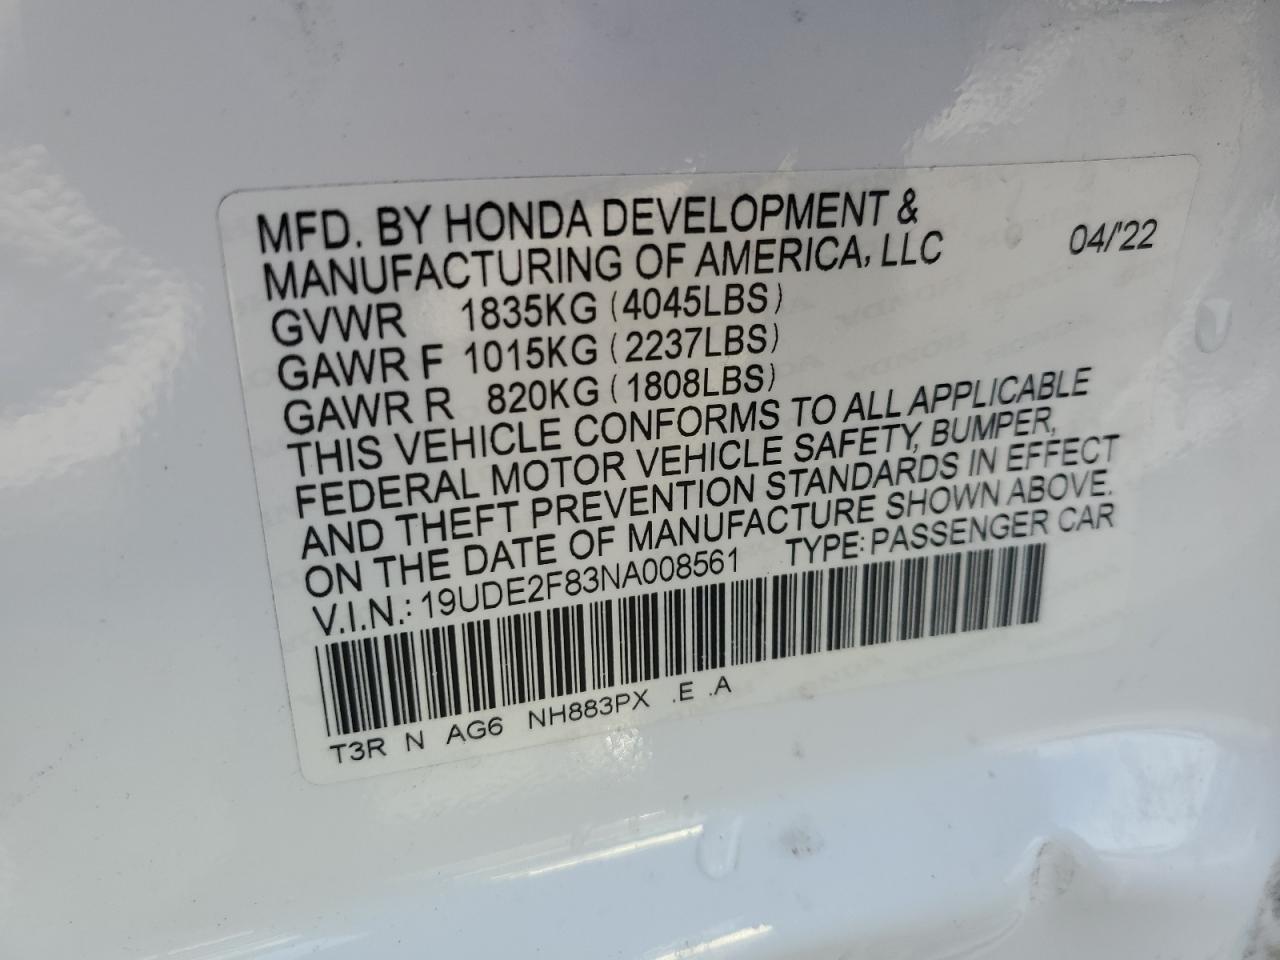 MFD. BY HONDA DEVELOPMENT &
MANUFACTURING OF AMERICA, LLC 04/'22
GVWR 1835KG (4045LBS)
GAWR F 1015KG (2237LBS)
GAWR R 820KG (1808LBS)
THIS VEHICLE CONFORMS TO ALL APPLICABLE
FEDERAL MOTOR VEHICLE SAFETY, BUMPER,
AND THEFT PREVENTION STANDARDS IN EFFECT
ON THE DATE OF MANUFACTURE SHOWN ABOVE.
V.I.N.: 19UDE2F83NA008561 TYPE: PASSENGER CAR
T3R N AG6 NH883PX .E .A